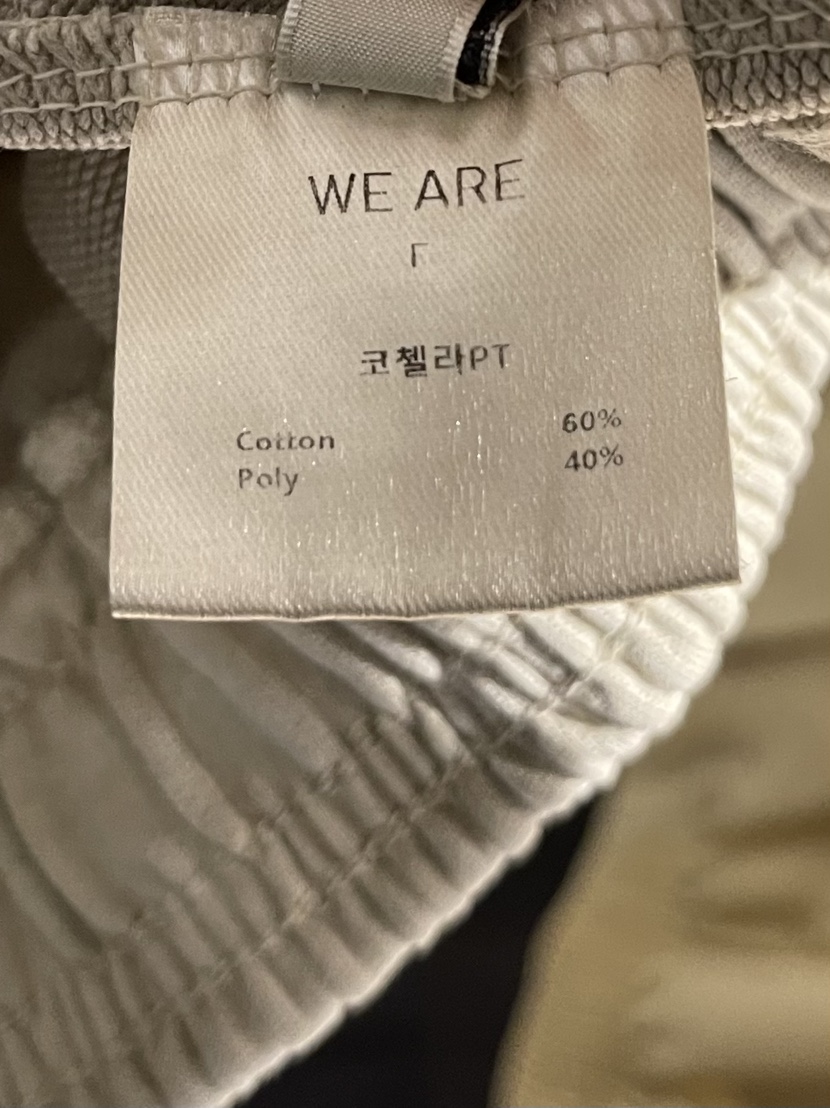 WE ARE
F
코첼라PT
Cotton 60%
Poly 40%